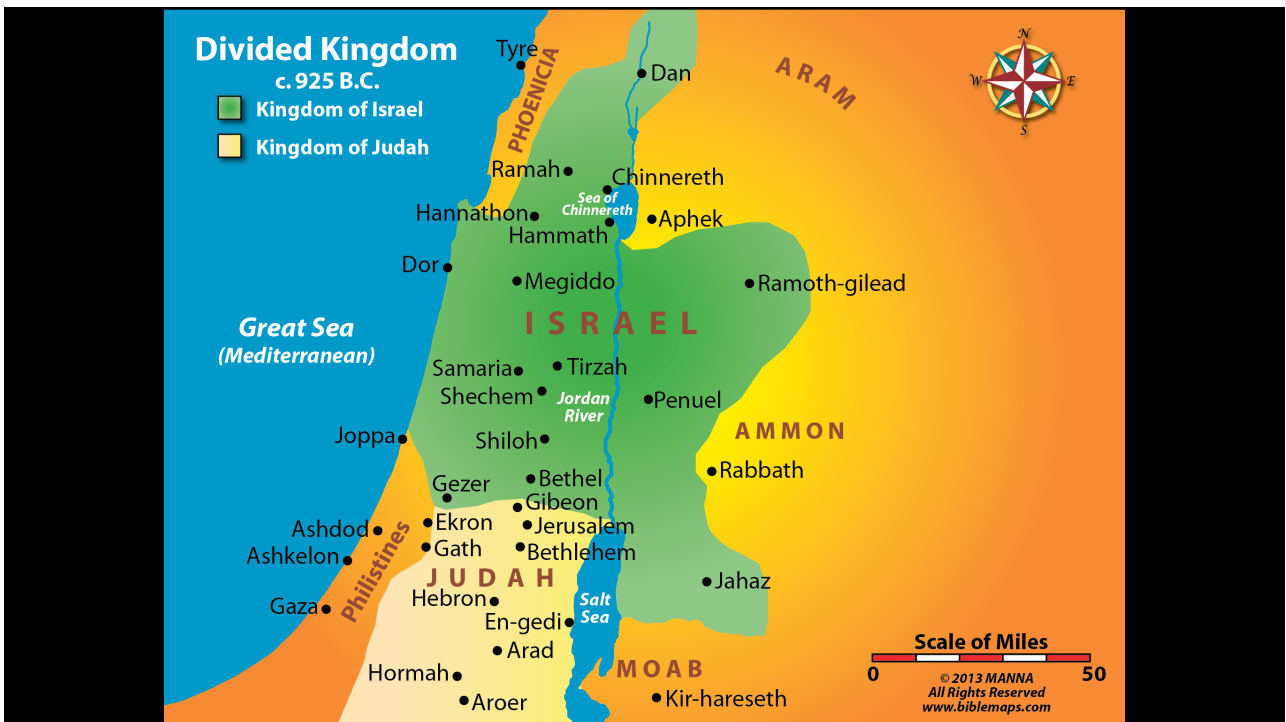 Divided Kingdom
c. 925 B.C.
Kingdom of Israel
Kingdom of Judah
N
W
E
S
Tyre
PHOENICIA
Dan
ARAM
Ramah
Chinnereth
Sea of
Chinnereth
Hannathon
Aphek
Hammath
Dor
Megiddo
Ramoth-gilead
ISRAEL
Great Sea
(Mediterranean)
Samaria
Tirzah
Shechem
Jordan
River
Penuel
AMMON
Joppa
Shiloh
Rabbath
Bethel
Gezer
Gibeon
Ekron
Jerusalem
Ashdod
Philistines
Gath
Bethlehem
Ashkelon
JUDAH
Jahaz
Hebron
Salt
Sea
Gaza
En-gedi
Arad
Scale of Miles
0
50
Hormah
MOAB
© 2013 MANNA
All Rights Reserved
www.biblemaps.com
Aroer
Kir-hareseth